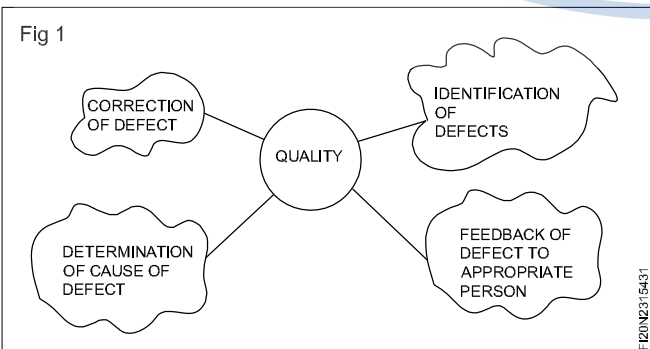 Fig 1
CORRECTION
OF DEFECT
IDENTIFICATION
OF
DEFECTS
QUALITY
DETERMINATION
OF CAUSE OF
DEFECT
FEEDBACK OF
DEFECT TO
APPROPRIATE
PERSON
FI20N2315431